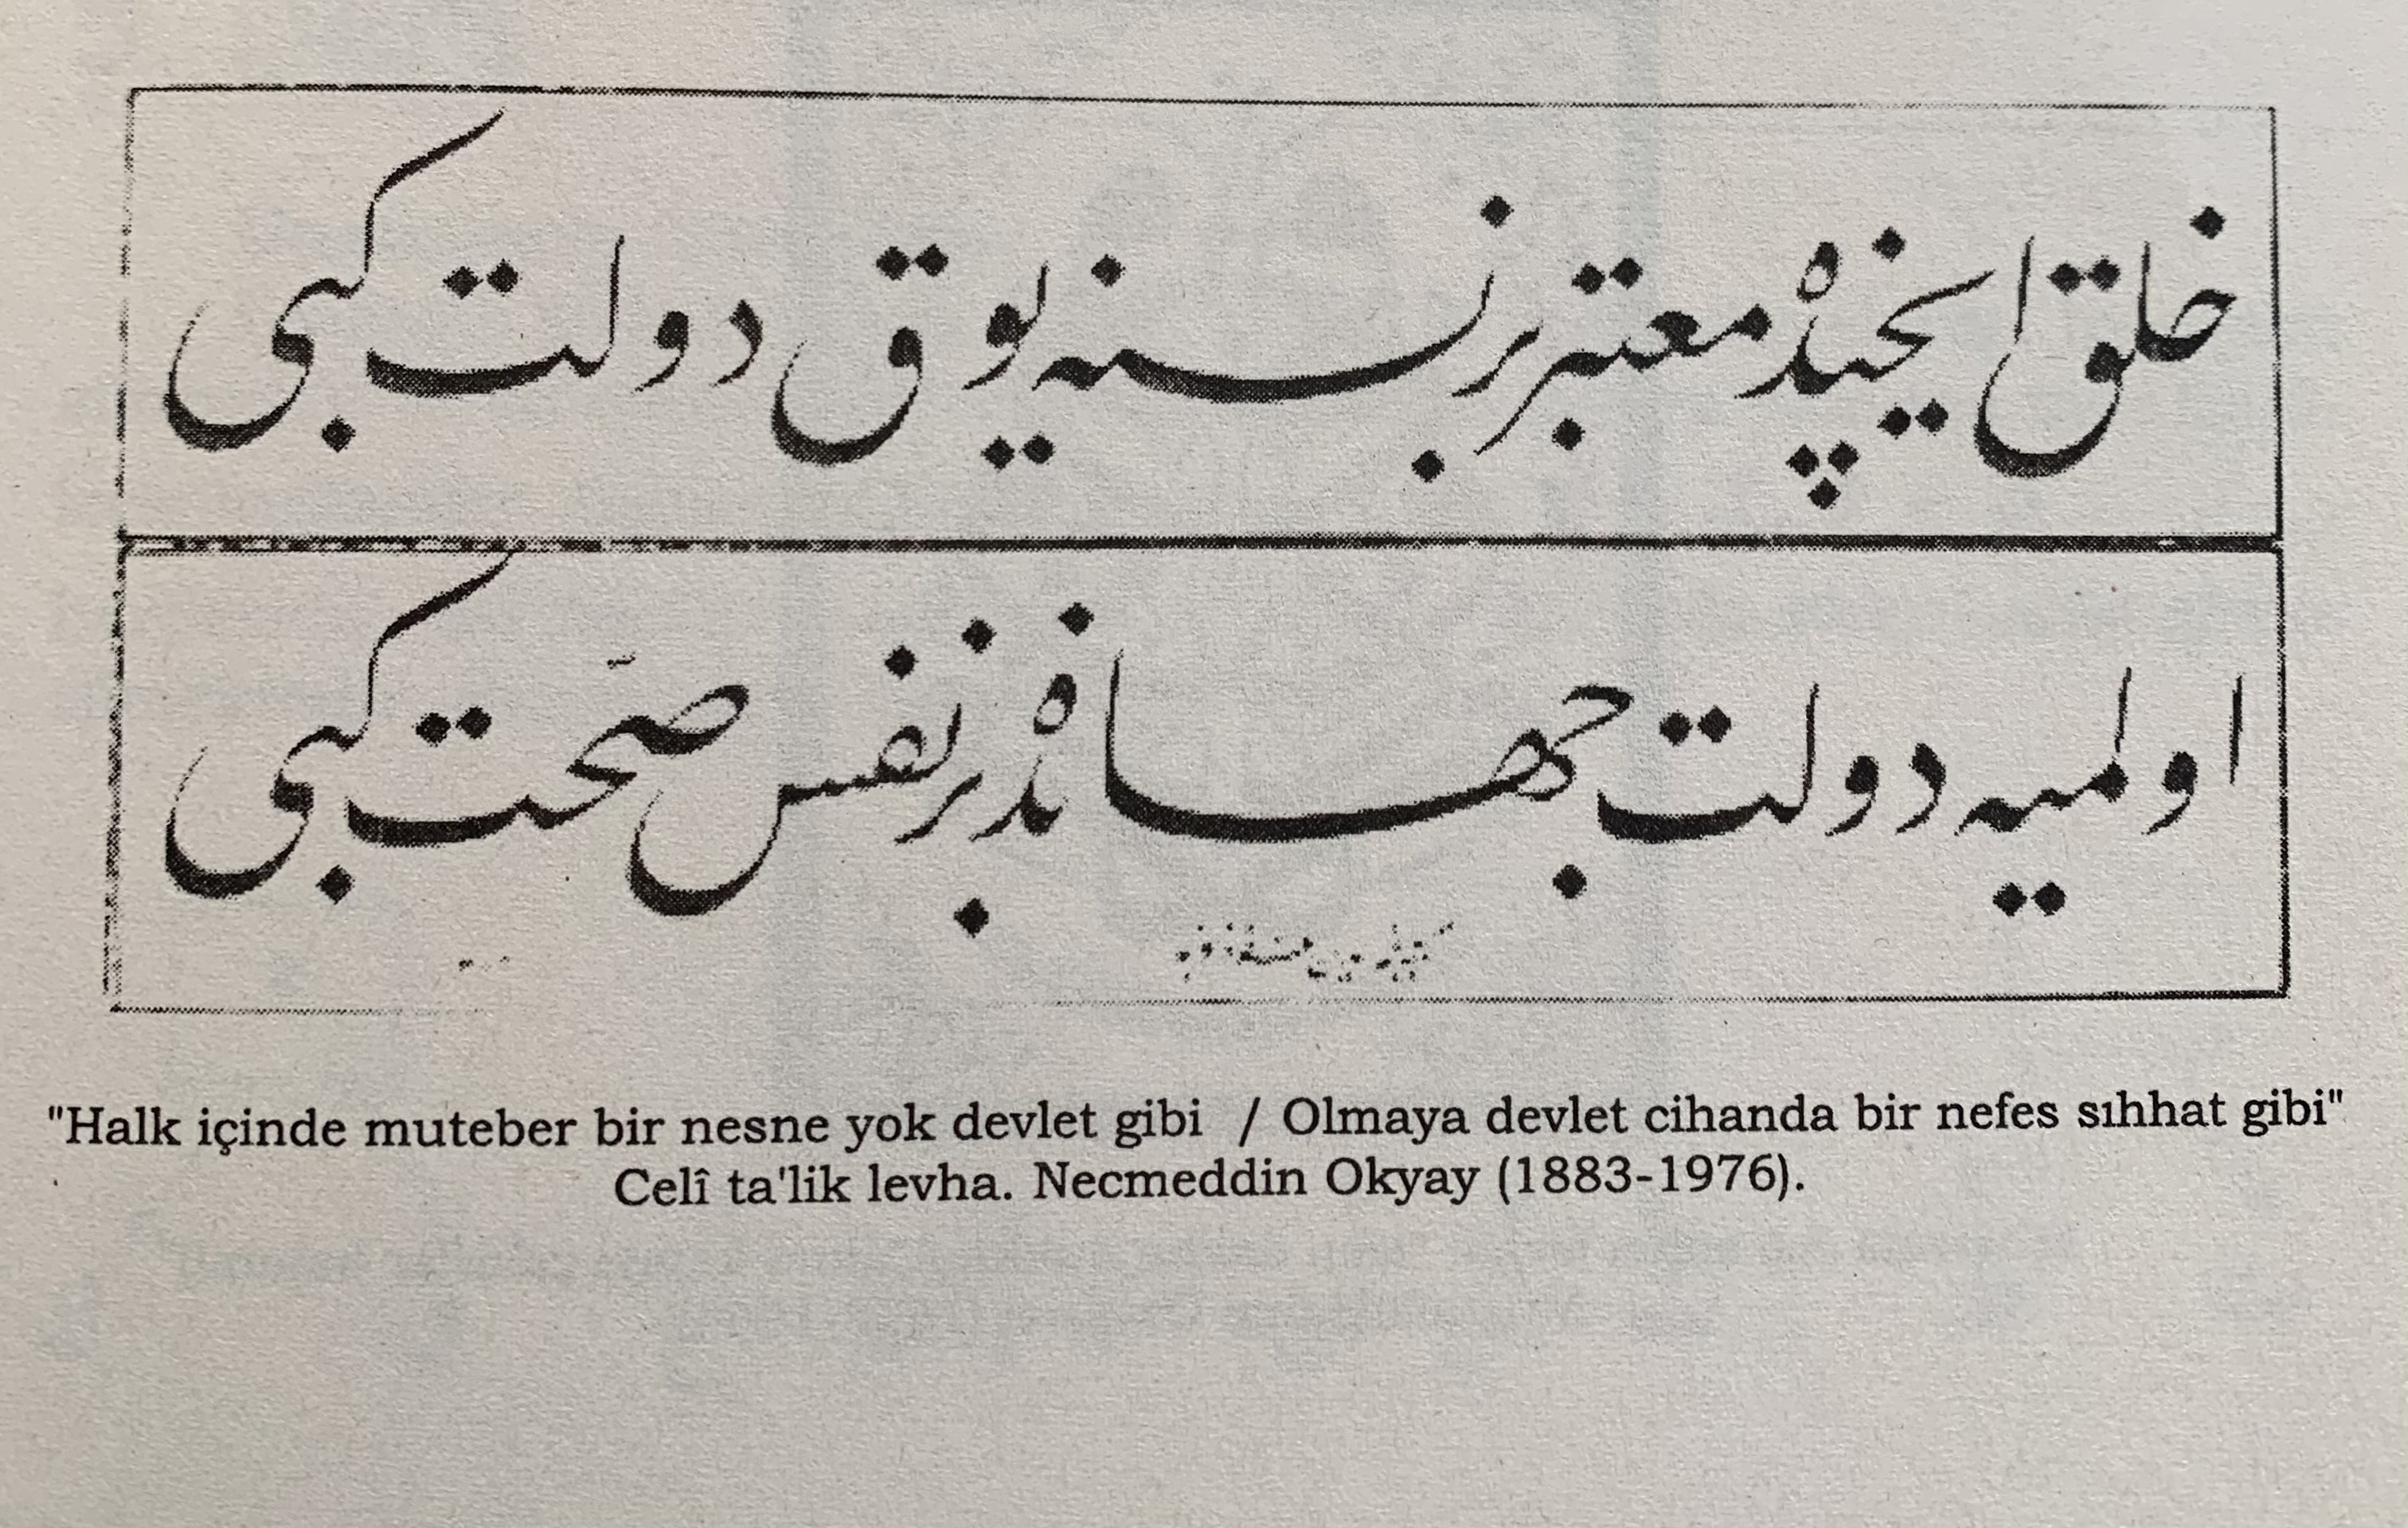 خلق ایچنده معتبر بر نسنه یوق دولت کبی
اولمیه دولت جهانده بر نفس صحّت کبی
"Halk içinde muteber bir nesne yok devlet gibi / Olmaya devlet cihanda bir nefes sıhhat gibi"
Celî ta'lik levha. Necmeddin Okyay (1883-1976).